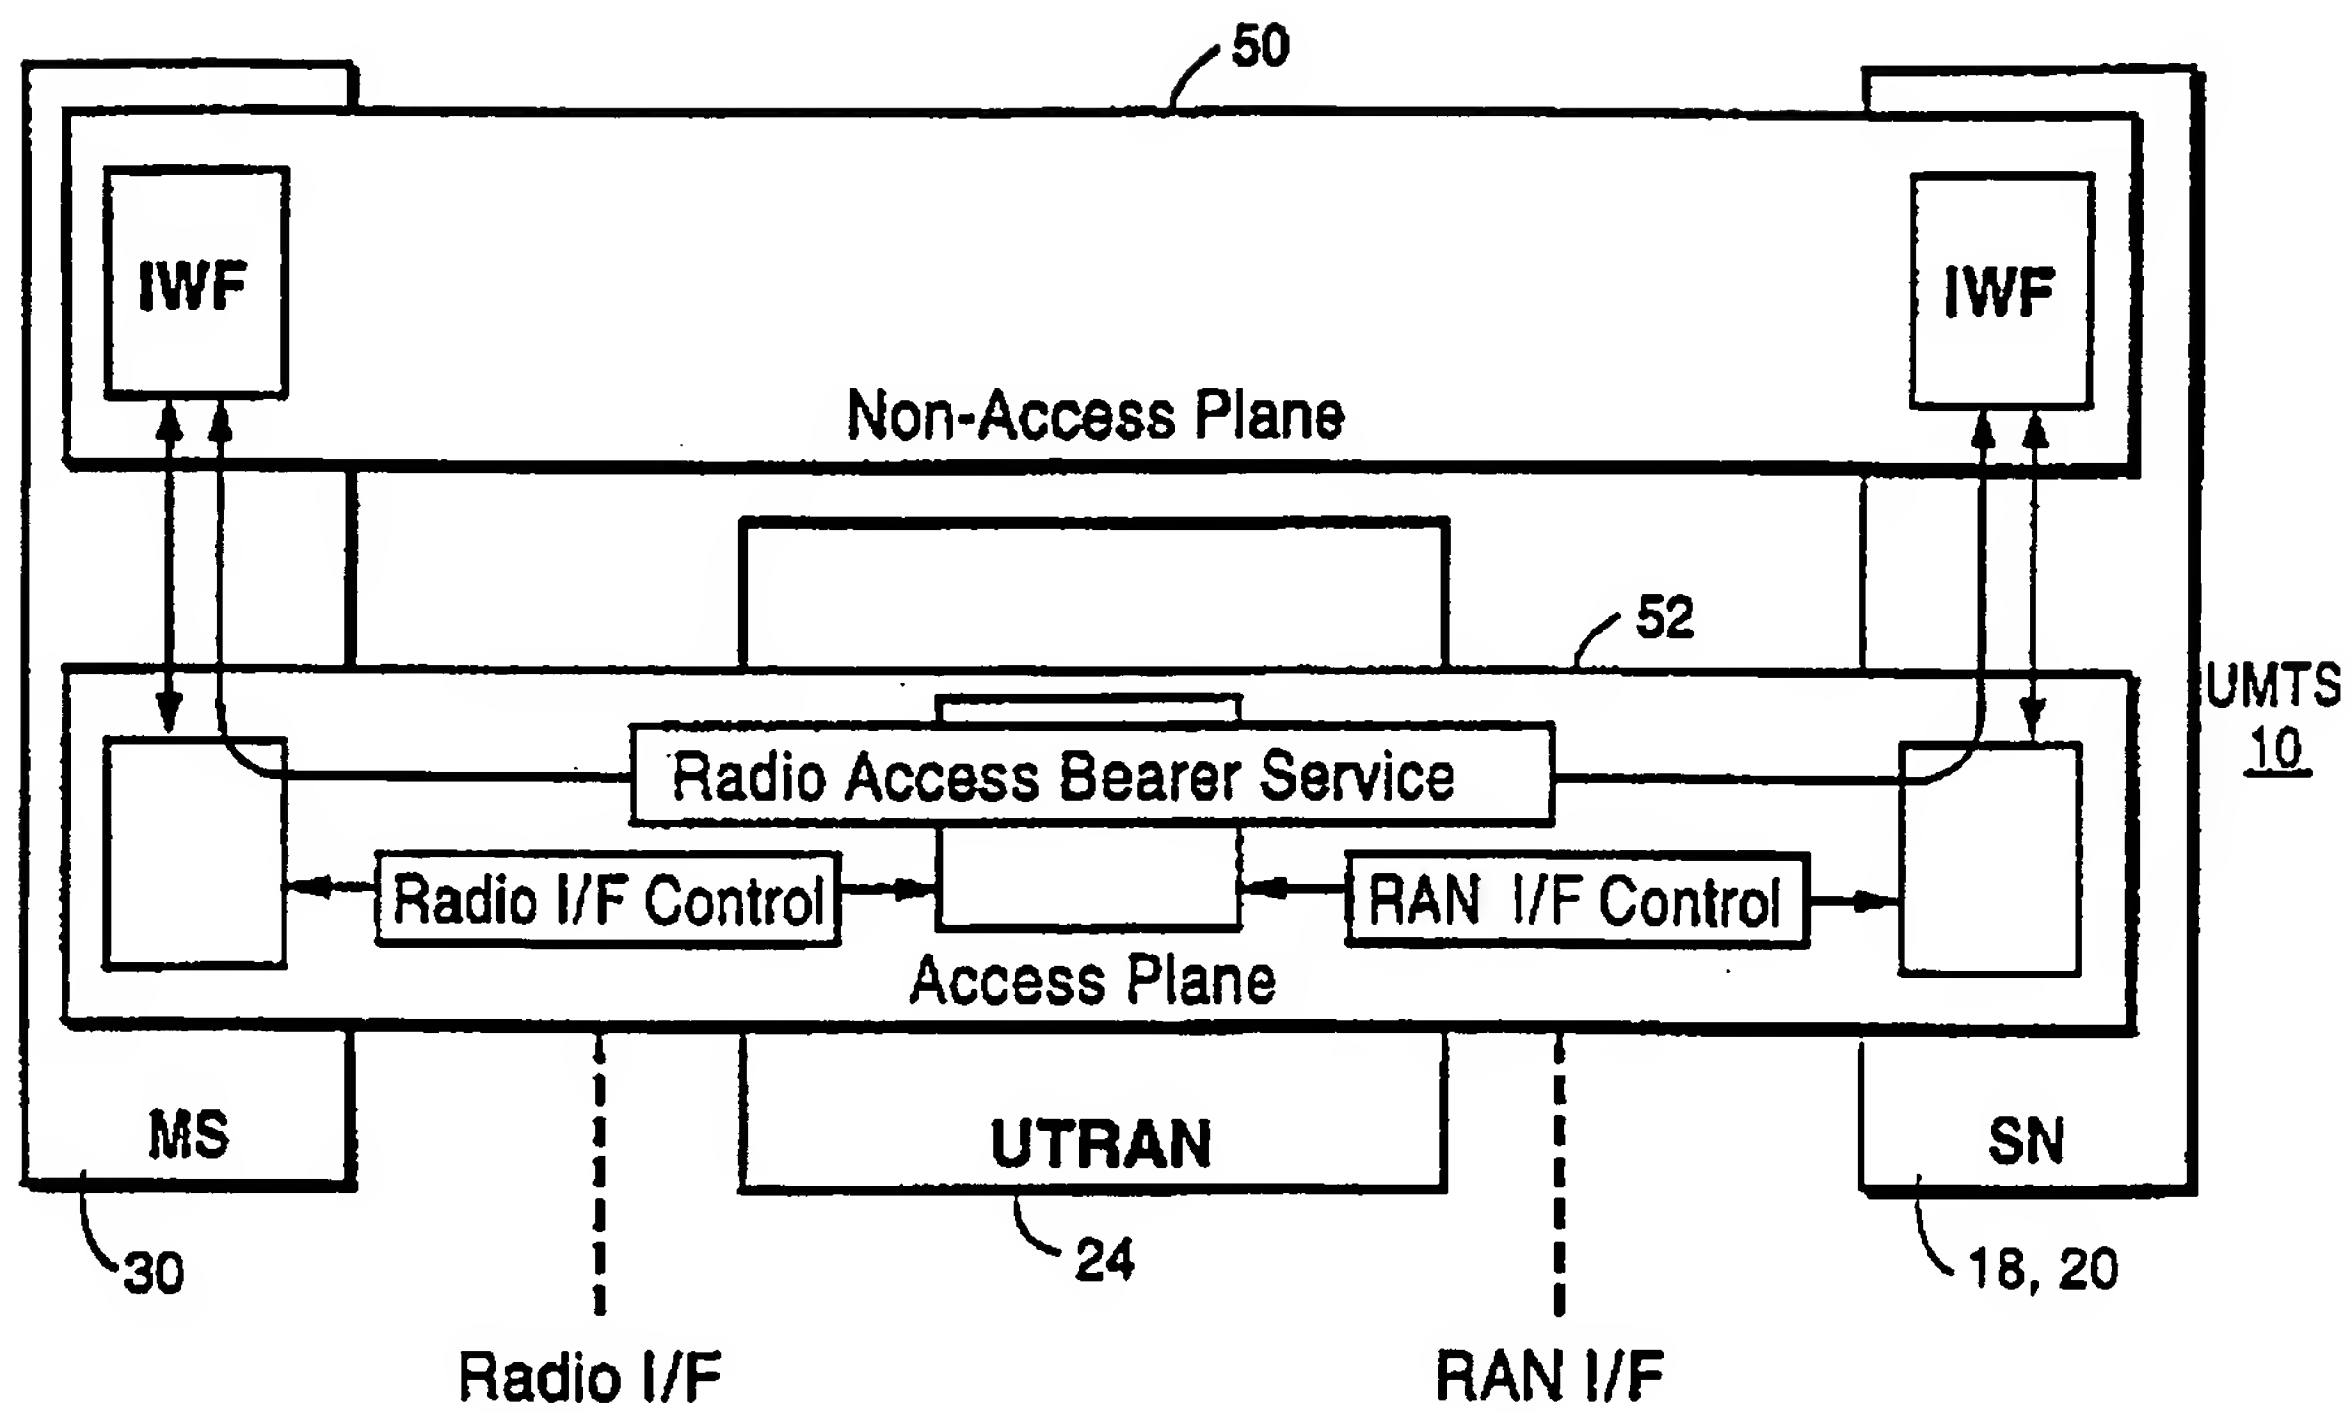 50
IWF
IWF
Non-Access Plane
52
UMTS
10
Radio Access Bearer Service
Radio I/F Control
RAN I/F Control
Access Plane
MS
UTRAN
SN
30
24
18, 20
Radio I/F
RAN I/F